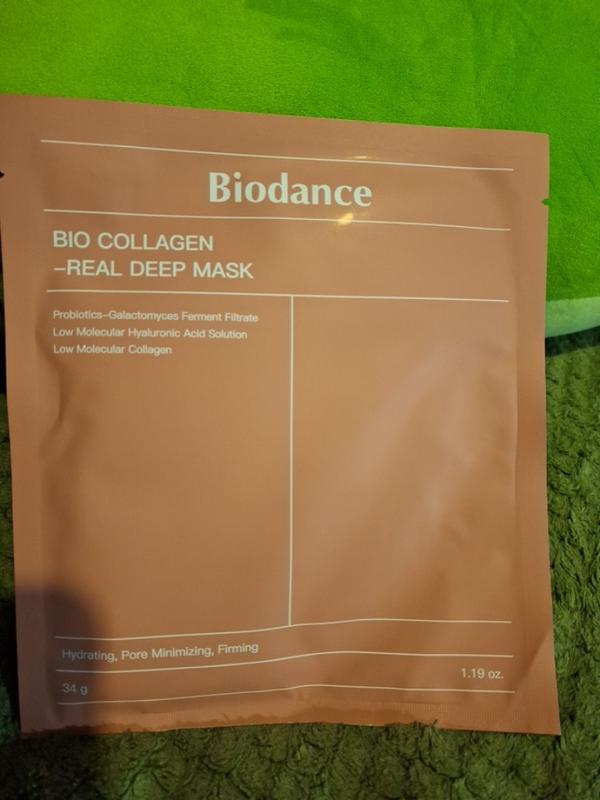 Biodance
BIO COLLAGEN
–REAL DEEP MASK
Probiotics–Galactomyces Ferment Filtrate
Low Molecular Hyaluronic Acid Solution
Low Molecular Collagen
Hydrating, Pore Minimizing, Firming
1.19 oz.
34 g